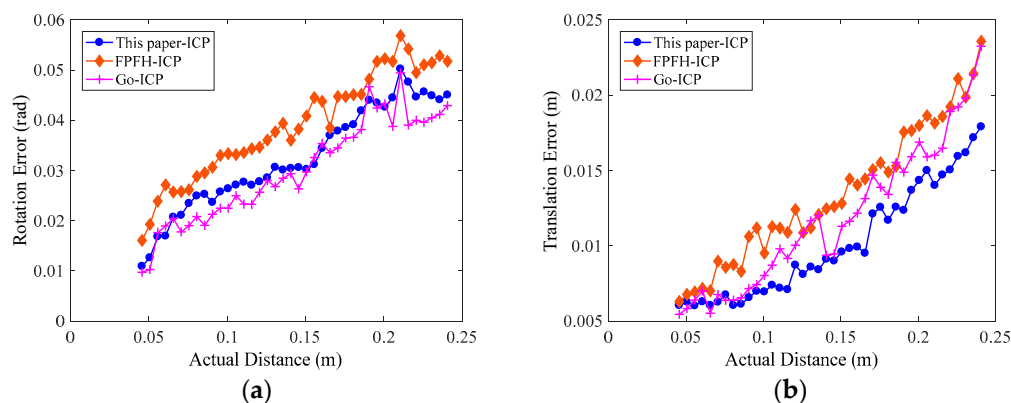 0.06
0.05
0.04
0.03
0.02
0.01
0
Rotation Error (rad)
This paper-ICP
FPFH-ICP
Go-ICP
0
0.05
0.1
0.15
0.2
0.25
Actual Distance (m)
(a)
0.025
0.02
0.015
0.01
0.005
Translation Error (m)
This paper-ICP
FPFH-ICP
Go-ICP
0
0.05
0.1
0.15
0.2
0.25
Actual Distance (m)
(b)